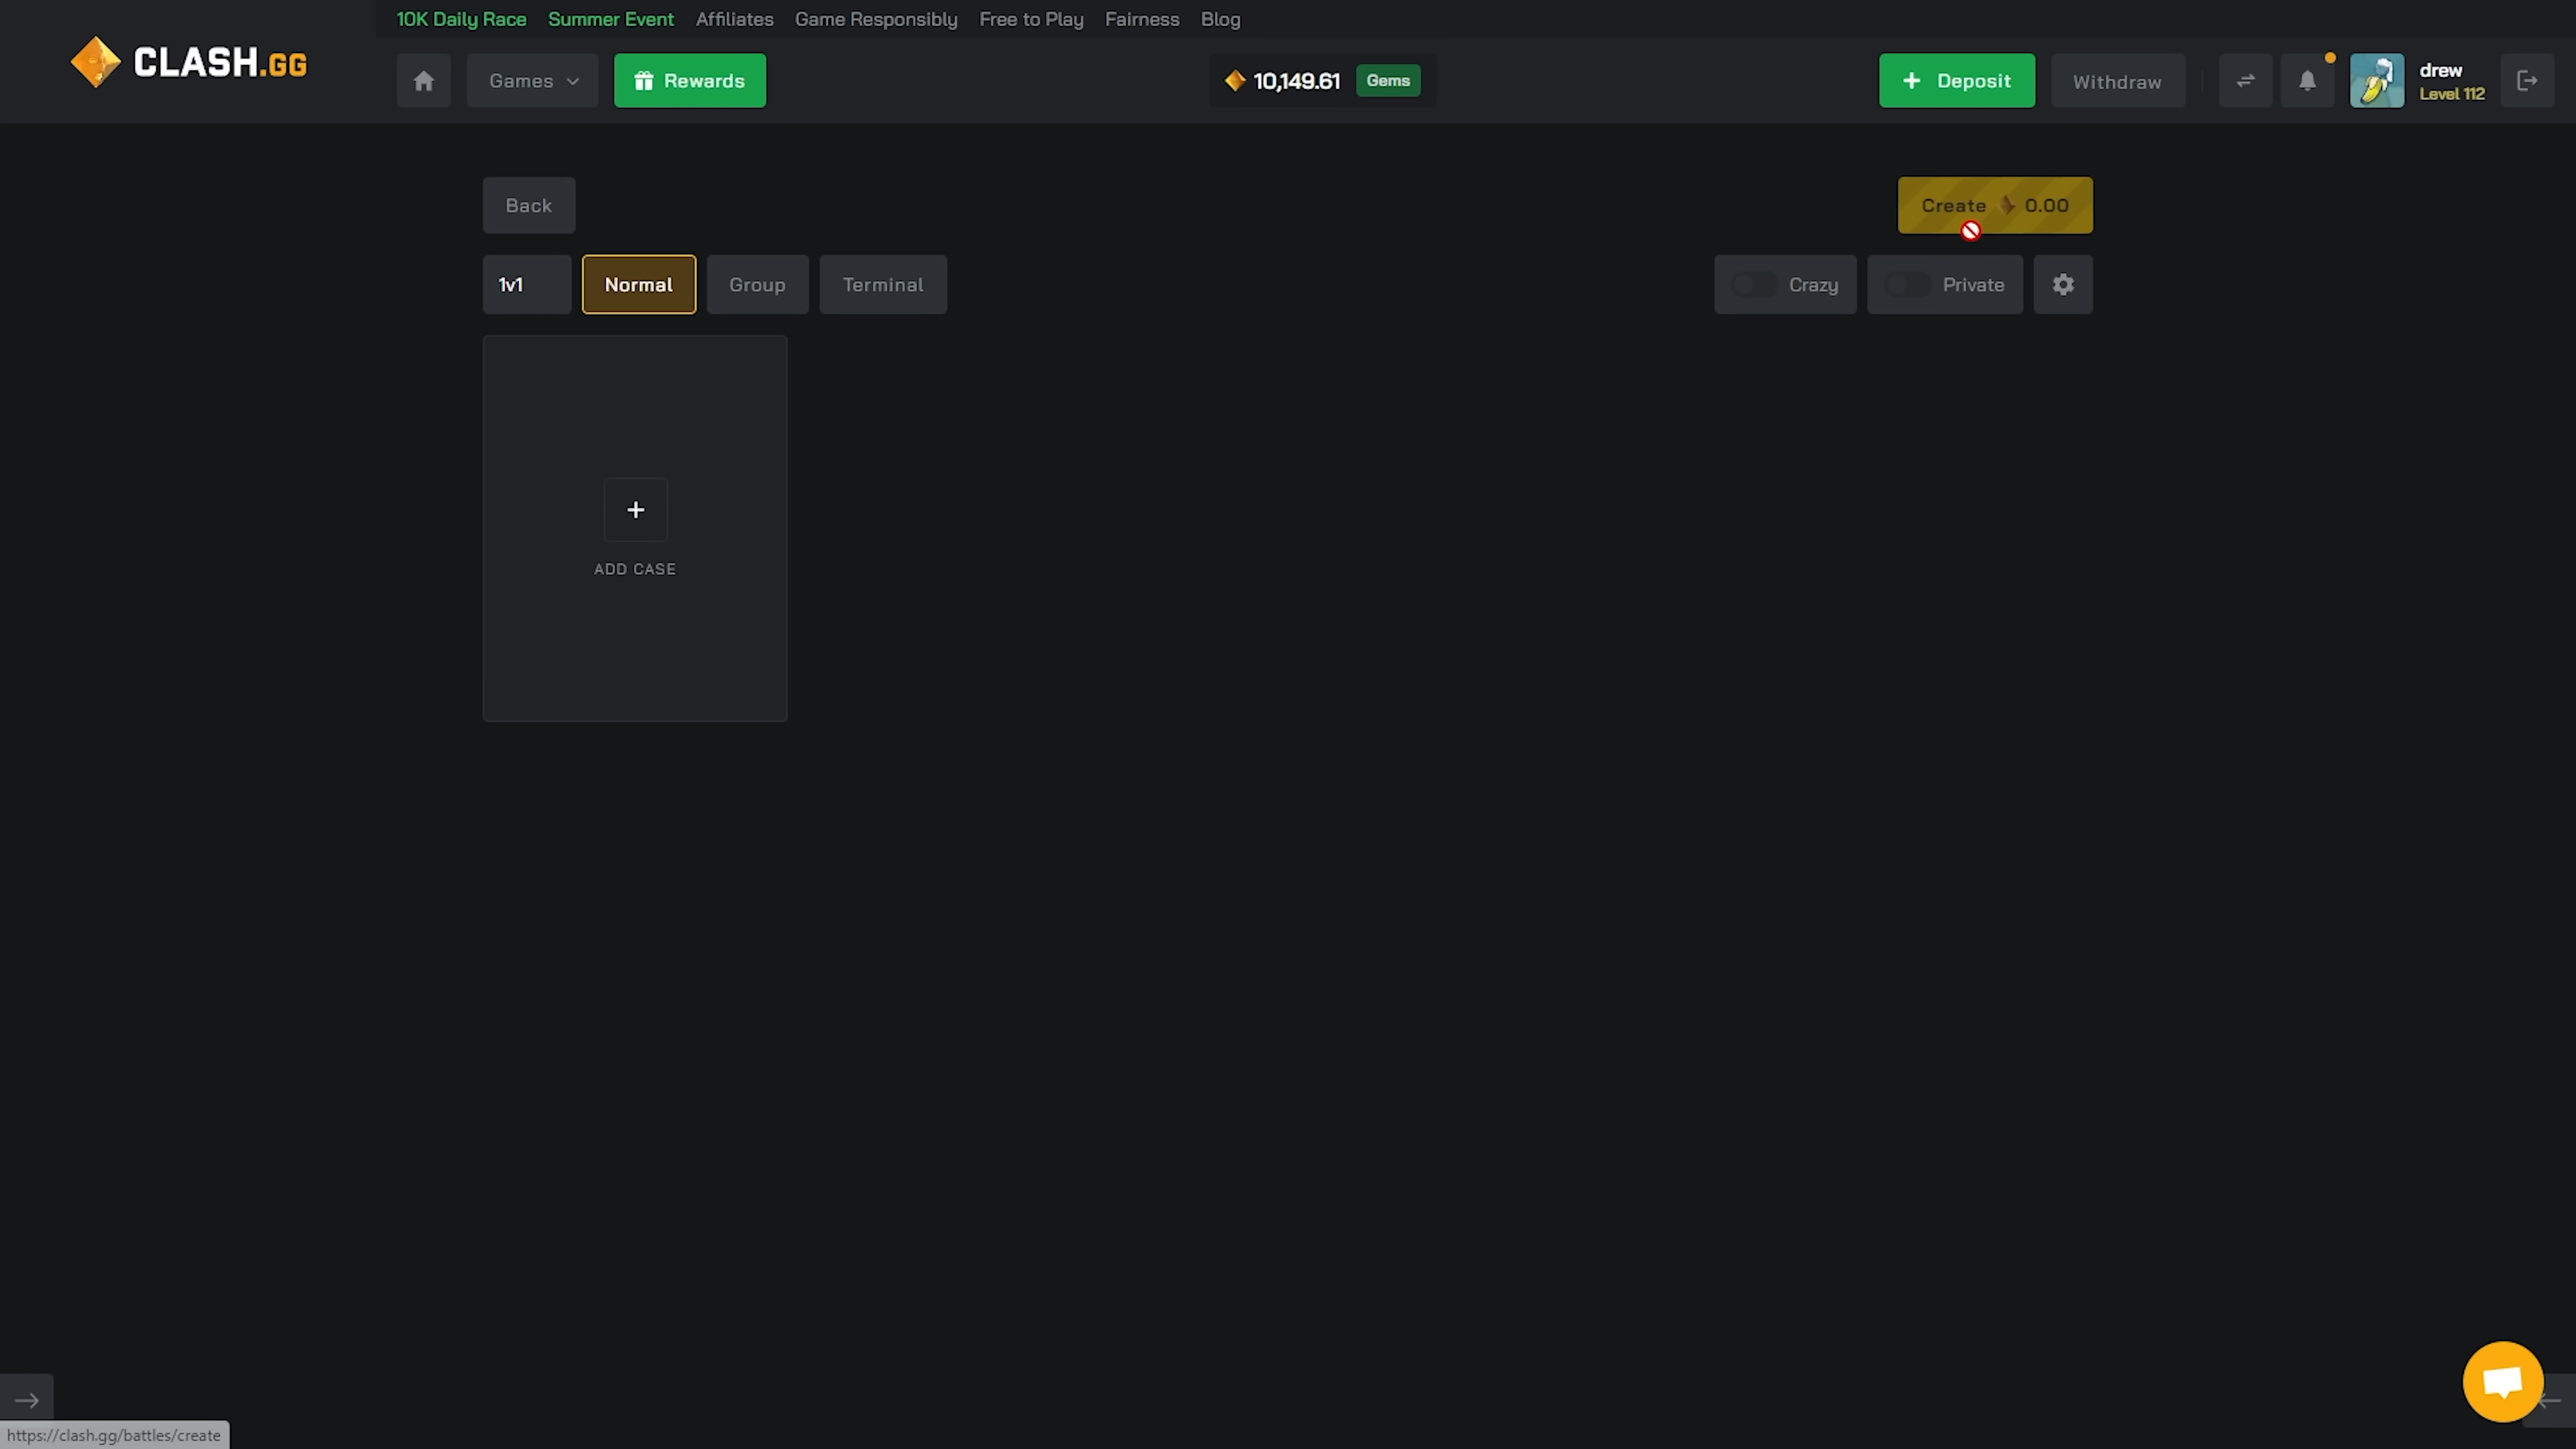 10K Daily Race Summer Event Affiliates Game Responsibly Free to Play Fairness Blog
CLASH.GG
Games Rewards 10,149.61 Gems Deposit Withdraw drew
Level 112
Back Create 0.00
1v1 Normal Group Terminal Crazy Private
ADD CASE
https://clash.gg/battles/create